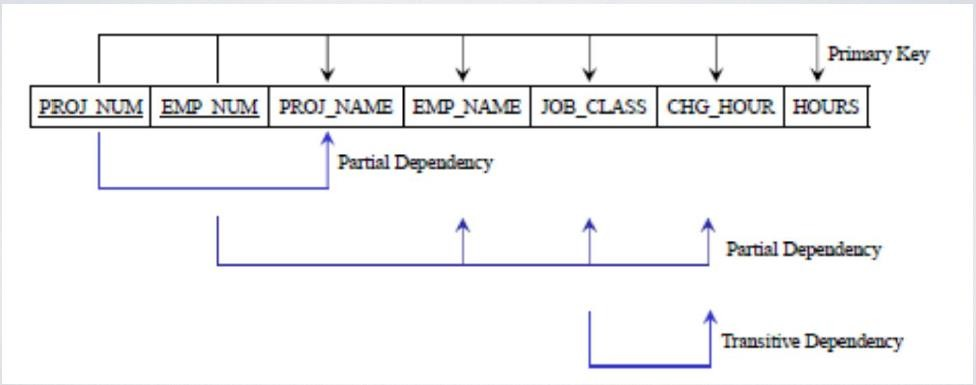 Primary Key
PROJ_NUM EMP_NUM PROJ_NAME EMP_NAME JOB_CLASS CHG_HOUR HOURS
Partial Dependency
Partial Dependency
Transitive Dependency